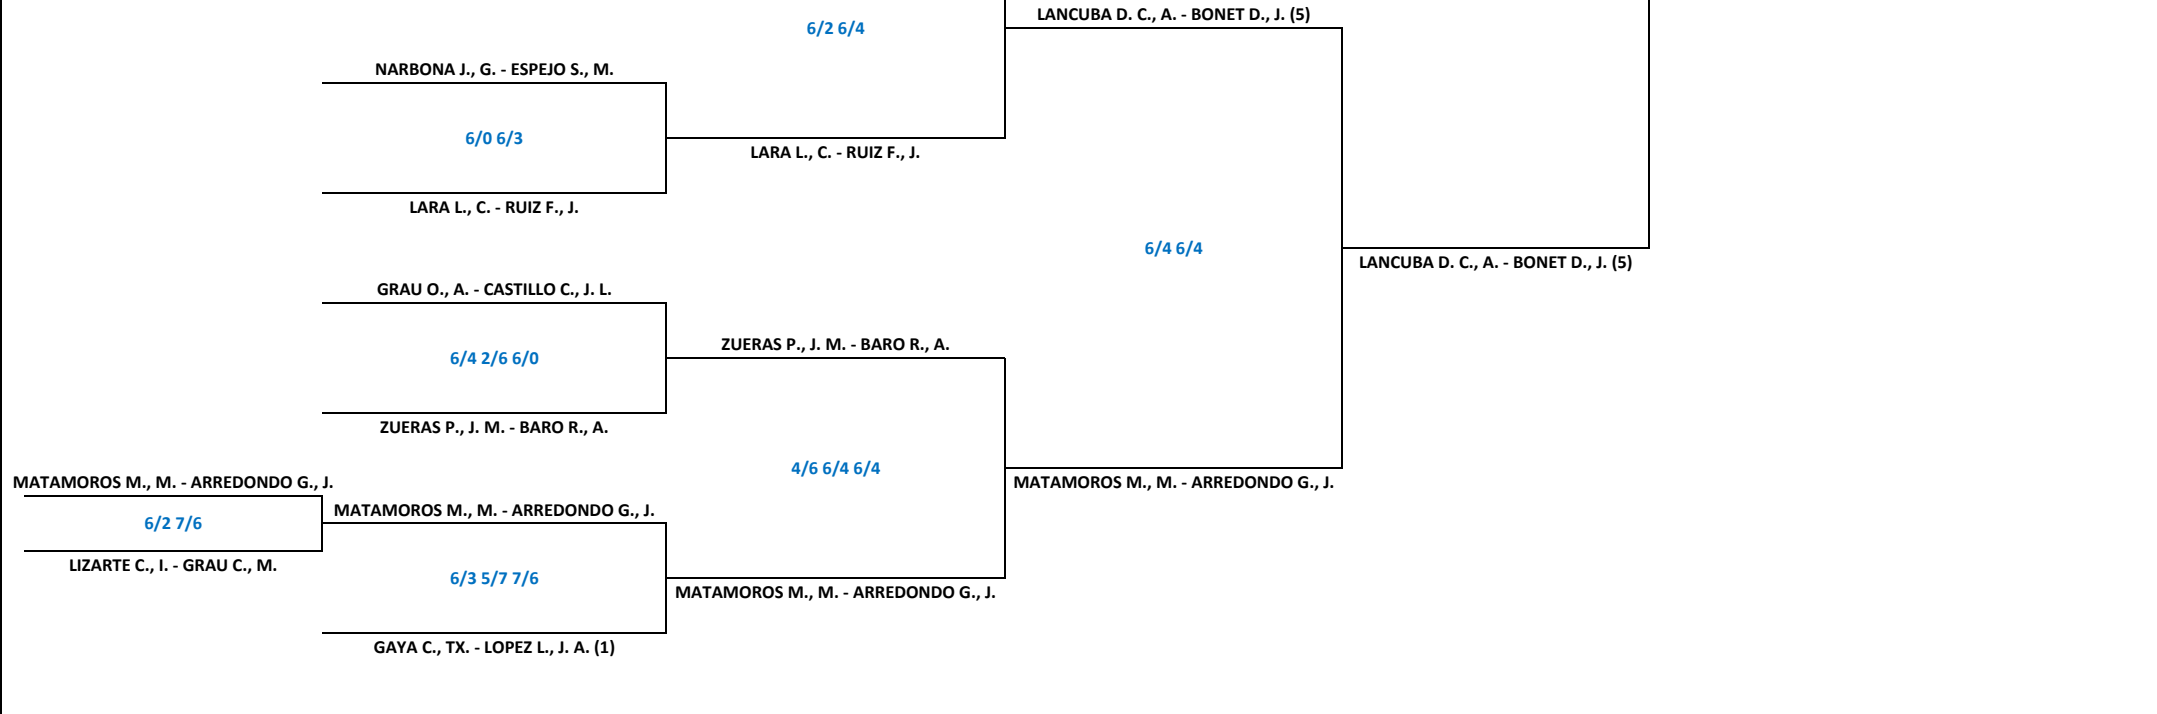 LANCUBA D. C., A. - BONET D., J. (5)
6/2 6/4
NARBONA J., G. - ESPEJO S., M.
6/0 6/3
LARA L., C. - RUIZ F., J.
LARA L., C. - RUIZ F., J.
6/4 6/4
LANCUBA D. C., A. - BONET D., J. (5)
GRAU O., A. - CASTILLO C., J. L.
ZUERAS P., J. M. - BARO R., A.
6/4 2/6 6/0
ZUERAS P., J. M. - BARO R., A.
4/6 6/4 6/4
MATAMOROS M., M. - ARREDONDO G., J.
MATAMOROS M., M. - ARREDONDO G., J.
MATAMOROS M., M. - ARREDONDO G., J.
6/2 7/6
LIZARTE C., I. - GRAU C., M.
6/3 5/7 7/6
MATAMOROS M., M. - ARREDONDO G., J.
GAYA C., TX. - LOPEZ L., J. A. (1)